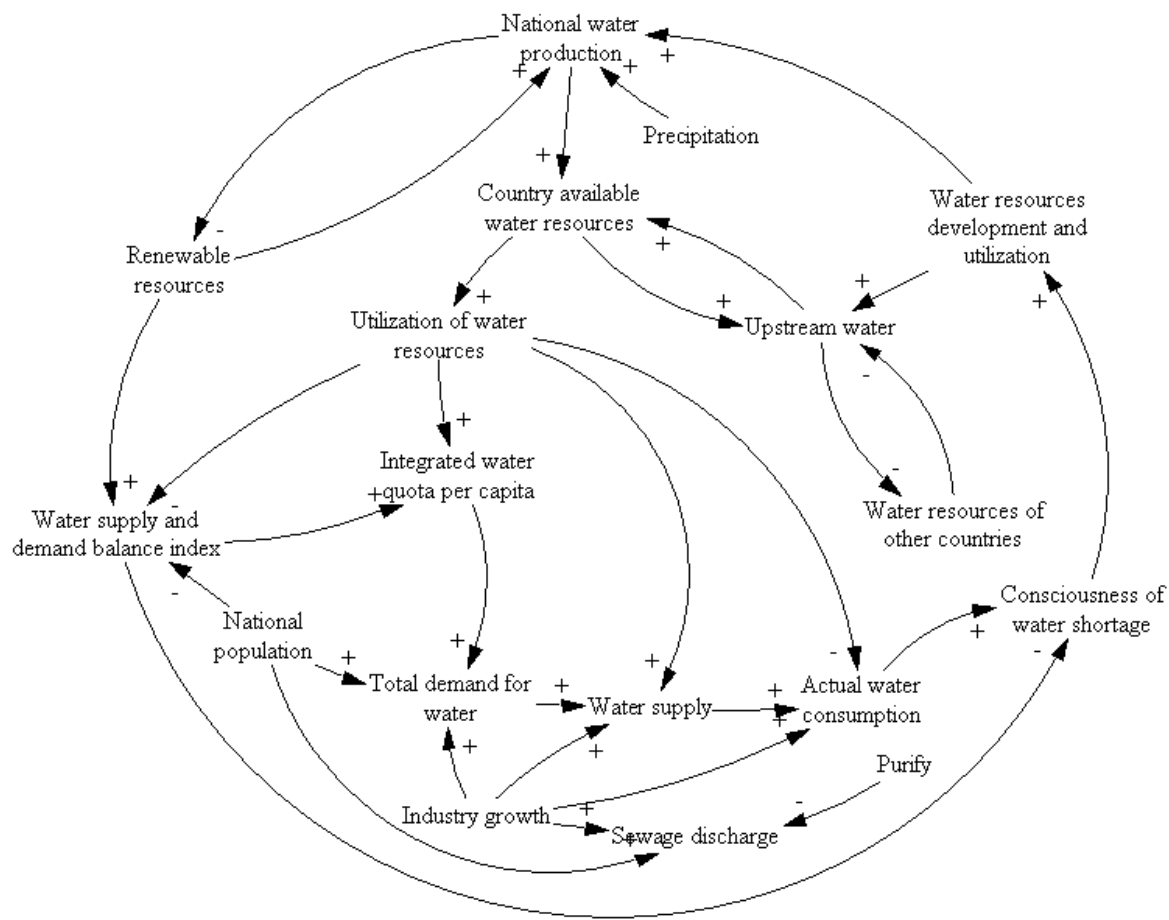 National water
production
+
+
+
Precipitation
+
Country available
water resources
Water resources
development and
utilization
-
+
Renewable
resources
+
+
+
+
Utilization of water
resources
Upstream water
-
+
Integrated water
quota per capita
-
+
-
+
Water supply and
demand balance index
Water resources of
other countries
-
Consciousness of
water shortage
National
population
+
-
+
+
+
-
Total demand for
water
+
Water supply
+
+
Actual water
consumption
+
+
Purify
-
Industry growth
+
+
Sewage discharge